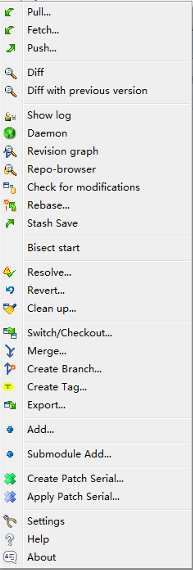 Pull...
Fetch...
Push...
Diff
Diff with previous version
Show log
Daemon
Revision graph
Repo-browser
Check for modifications
Rebase...
Stash Save
Bisect start
Resolve...
Revert...
Clean up...
Switch/Checkout...
Merge...
Create Branch...
Create Tag...
Export...
Add...
Submodule Add...
Create Patch Serial...
Apply Patch Serial...
Settings
Help
About